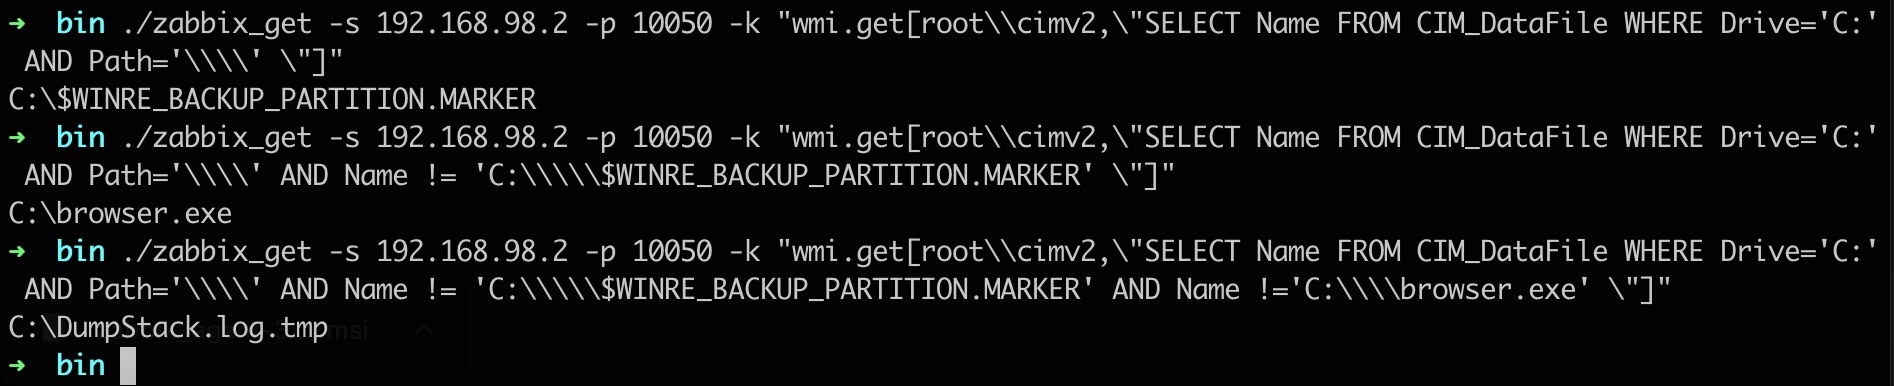 ➜  bin ./zabbix_get -s 192.168.98.2 -p 10050 -k "wmi.get[root\\cimv2,\"SELECT Name FROM CIM_DataFile WHERE Drive='C:'
 AND Path='\\\\' \"]"
C:\$WINRE_BACKUP_PARTITION.MARKER
➜  bin ./zabbix_get -s 192.168.98.2 -p 10050 -k "wmi.get[root\\cimv2,\"SELECT Name FROM CIM_DataFile WHERE Drive='C:'
 AND Path='\\\\' AND Name != 'C:\\\\\$WINRE_BACKUP_PARTITION.MARKER' \"]"
C:\browser.exe
➜  bin ./zabbix_get -s 192.168.98.2 -p 10050 -k "wmi.get[root\\cimv2,\"SELECT Name FROM CIM_DataFile WHERE Drive='C:'
 AND Path='\\\\' AND Name != 'C:\\\\\$WINRE_BACKUP_PARTITION.MARKER' AND Name !='C:\\\\browser.exe' \"]"
C:\DumpStack.log.tmp
➜  bin